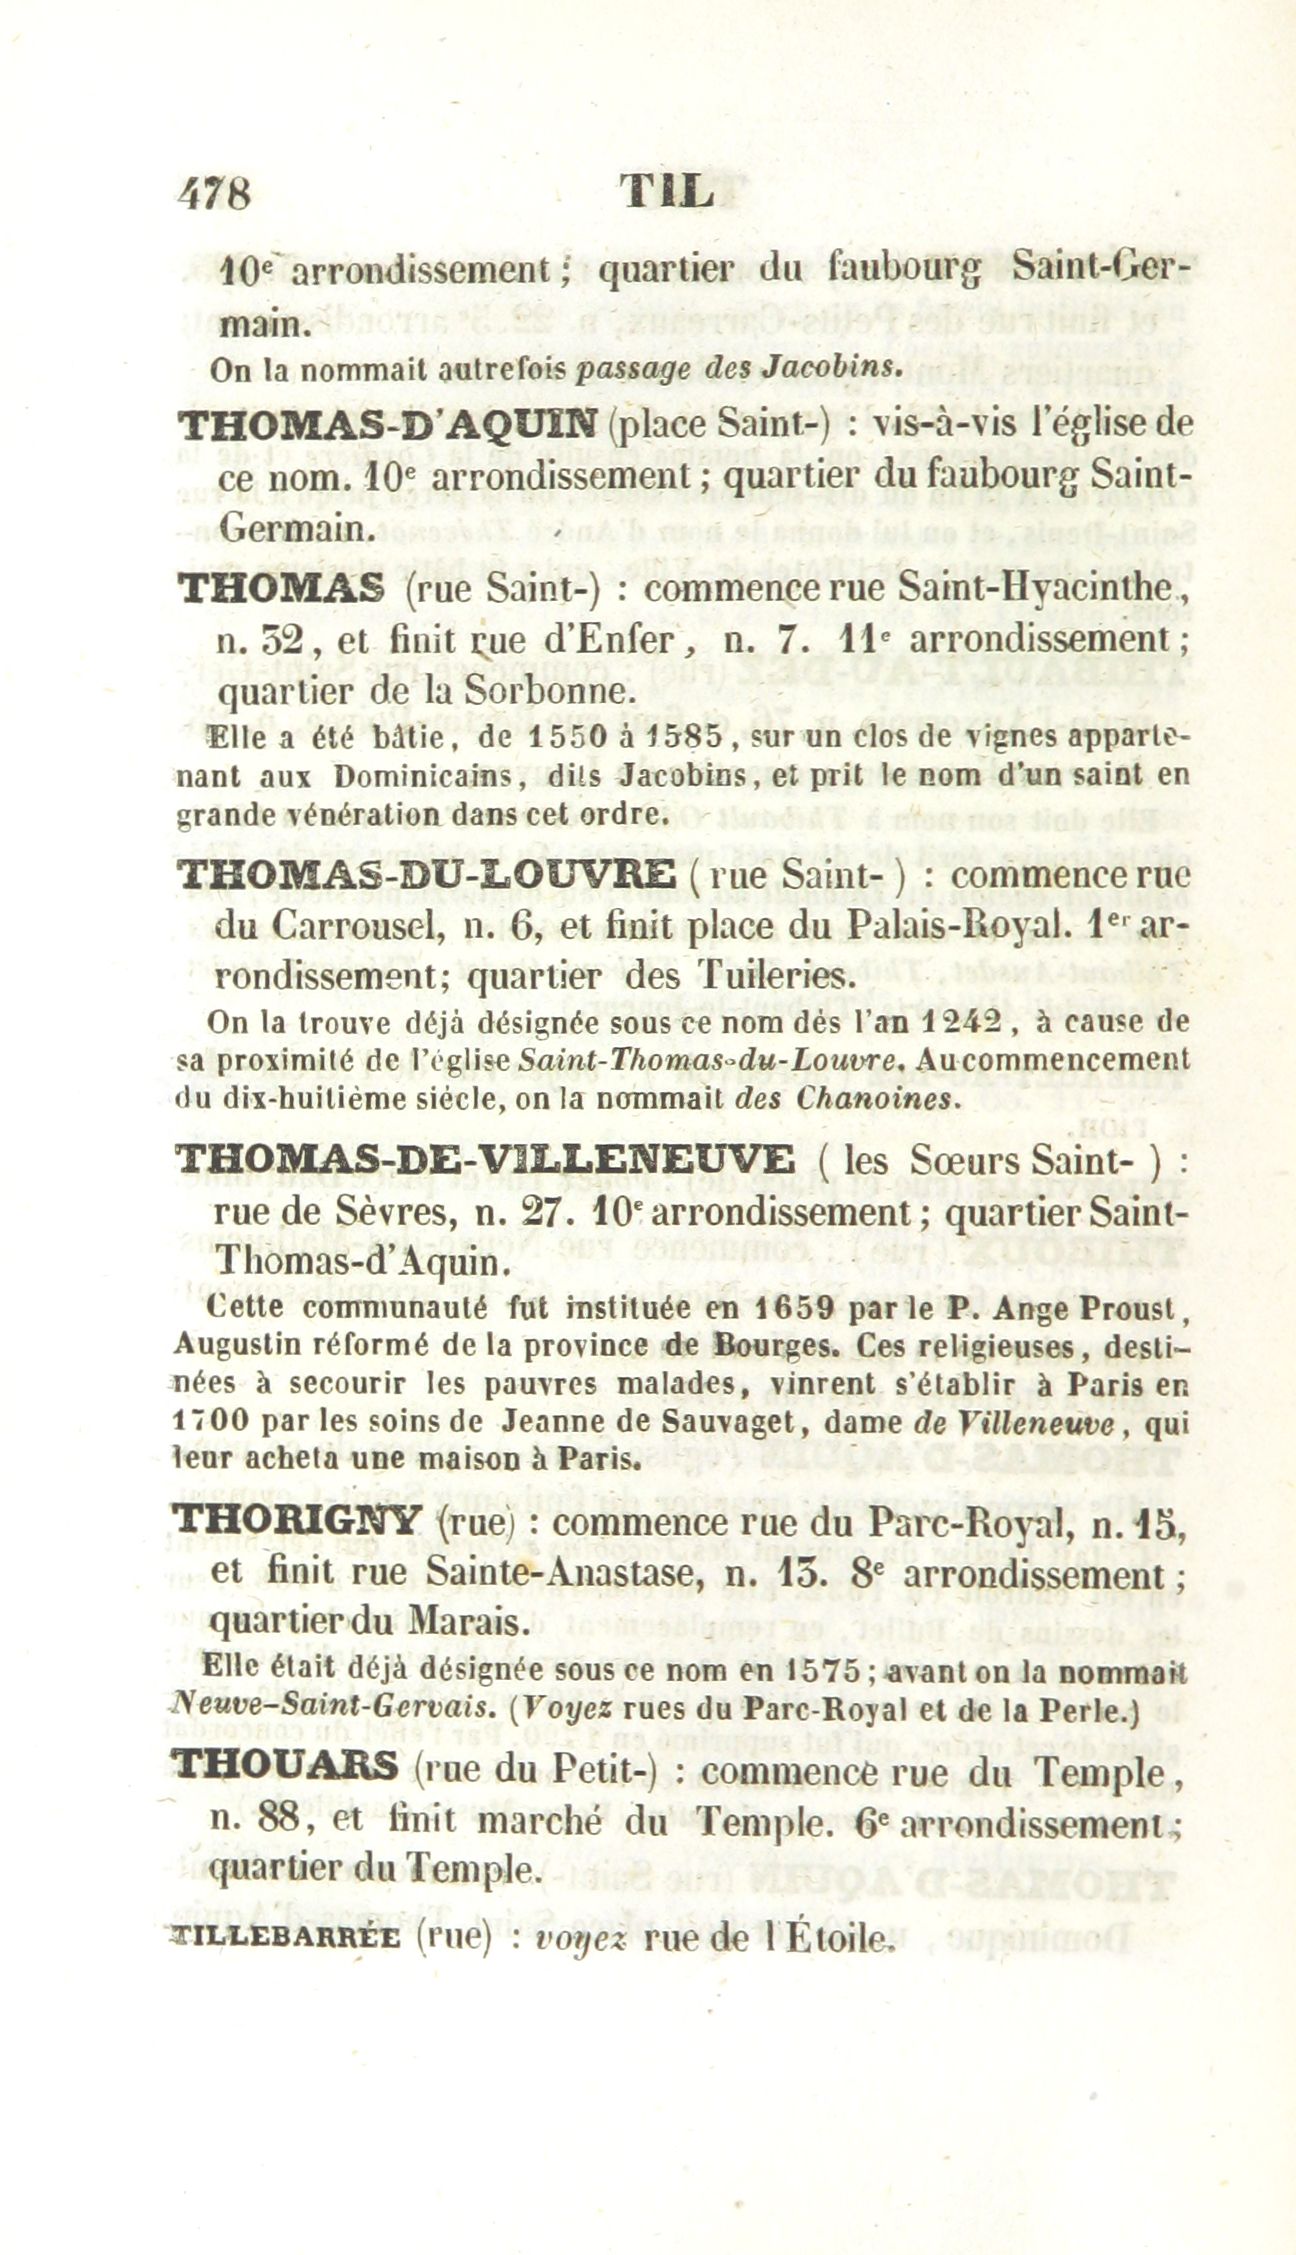 478 TIL
10e arrondissement ; quartier du faubourg Saint-Ger-
main.
On la nommait autrefois passage des Jacobins.
THOMAS-D'AQUIN (place Saint-) : vis-à-vis l'église de
ce nom. 10e arrondissement ; quartier du faubourg Saint-
Germain.
THOMAS (rue Saint-) : commence rue Saint-Hyacinthe,
n. 32, et finit rue d'Enfer, n. 7. 11e arrondissement ;
quartier de la Sorbonne.
Elle a été bâtie, de 1550 à 1585, sur un clos de vignes apparte-
nant aux Dominicains, dits Jacobins, et prit le nom d'un saint en
grande vénération dans cet ordre.
THOMAS-DU-LOUVRE ( rue Saint- ) : commence rue
du Carrousel, n. 6, et finit place du Palais-Royal. 1er ar-
rondissement; quartier des Tuileries.
On la trouve déjà désignée sous ce nom dès l'an 1242, à cause de
sa proximité de l'église Saint-Thomas-du-Louvre. Au commencement
du dix-huitième siècle, on la nommait des Chanoines.
THOMAS-DE-VILLENEUVE ( les Sœurs Saint- ) :
rue de Sèvres, n. 27. 10e arrondissement ; quartier Saint-
Thomas-d'Aquin.
Cette communauté fut instituée en 1659 par le P. Ange Proust,
Augustin réformé de la province de Bourges. Ces religieuses, desti-
nées à secourir les pauvres malades, vinrent s'établir à Paris en
1700 par les soins de Jeanne de Sauvaget, dame de Villeneuve, qui
leur acheta une maison à Paris.
THORIGNY (rue) : commence rue du Parc-Royal, n. 15,
et finit rue Sainte-Anastase, n. 13. 8e arrondissement ;
quartier du Marais.
Elle était déjà désignée sous ce nom en 1575 ; avant on la nommait
Neuve-Saint-Gervais. (Voyez rues du Parc-Royal et de la Perle.)
THOUARS (rue du Petit-) : commence rue du Temple,
n. 88, et finit marché du Temple. 6e arrondissement ;
quartier du Temple.
TILLEBARRÉE (rue) : voyez rue de l Étoile.